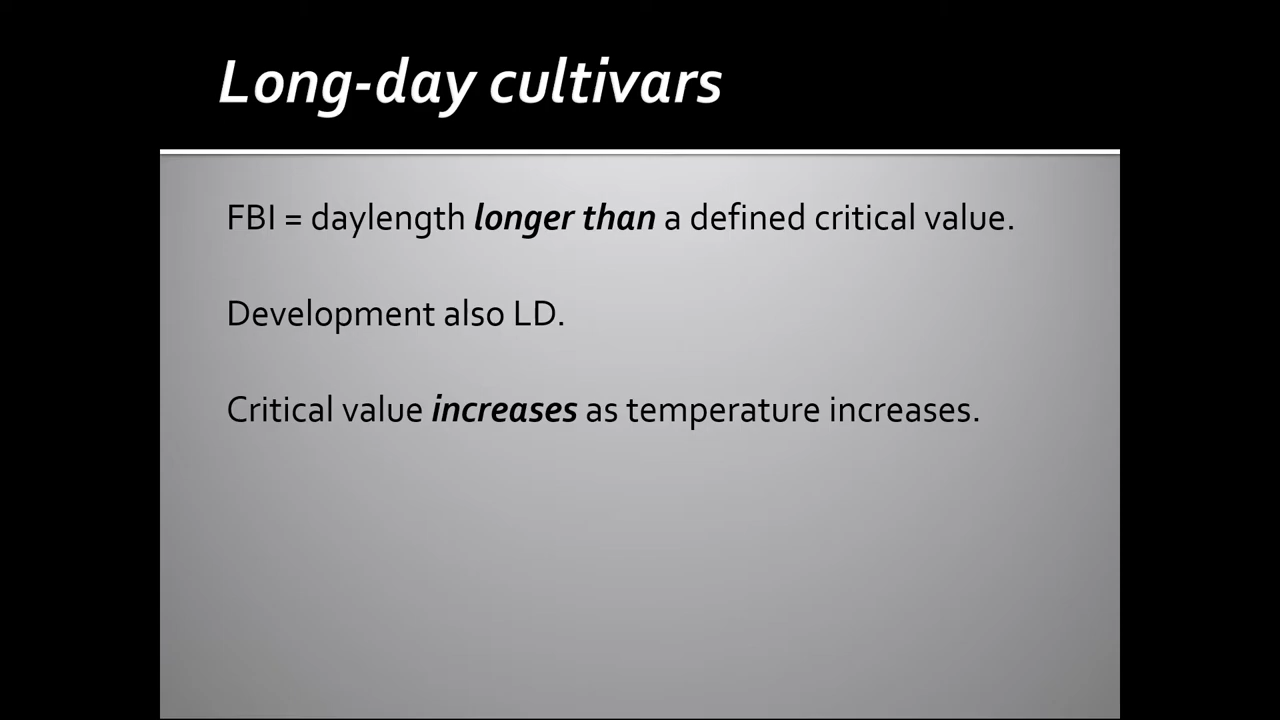 Long-day cultivars
FBI = daylength longer than a defined critical value.
Development also LD.
Critical value increases as temperature increases.